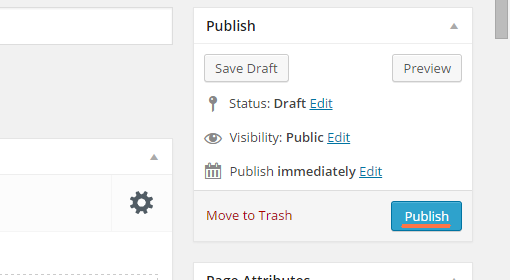 Publish
Save Draft Preview
Status: Draft Edit
Visibility: Public Edit
Publish immediately Edit
Move to Trash Publish
Page Attributes